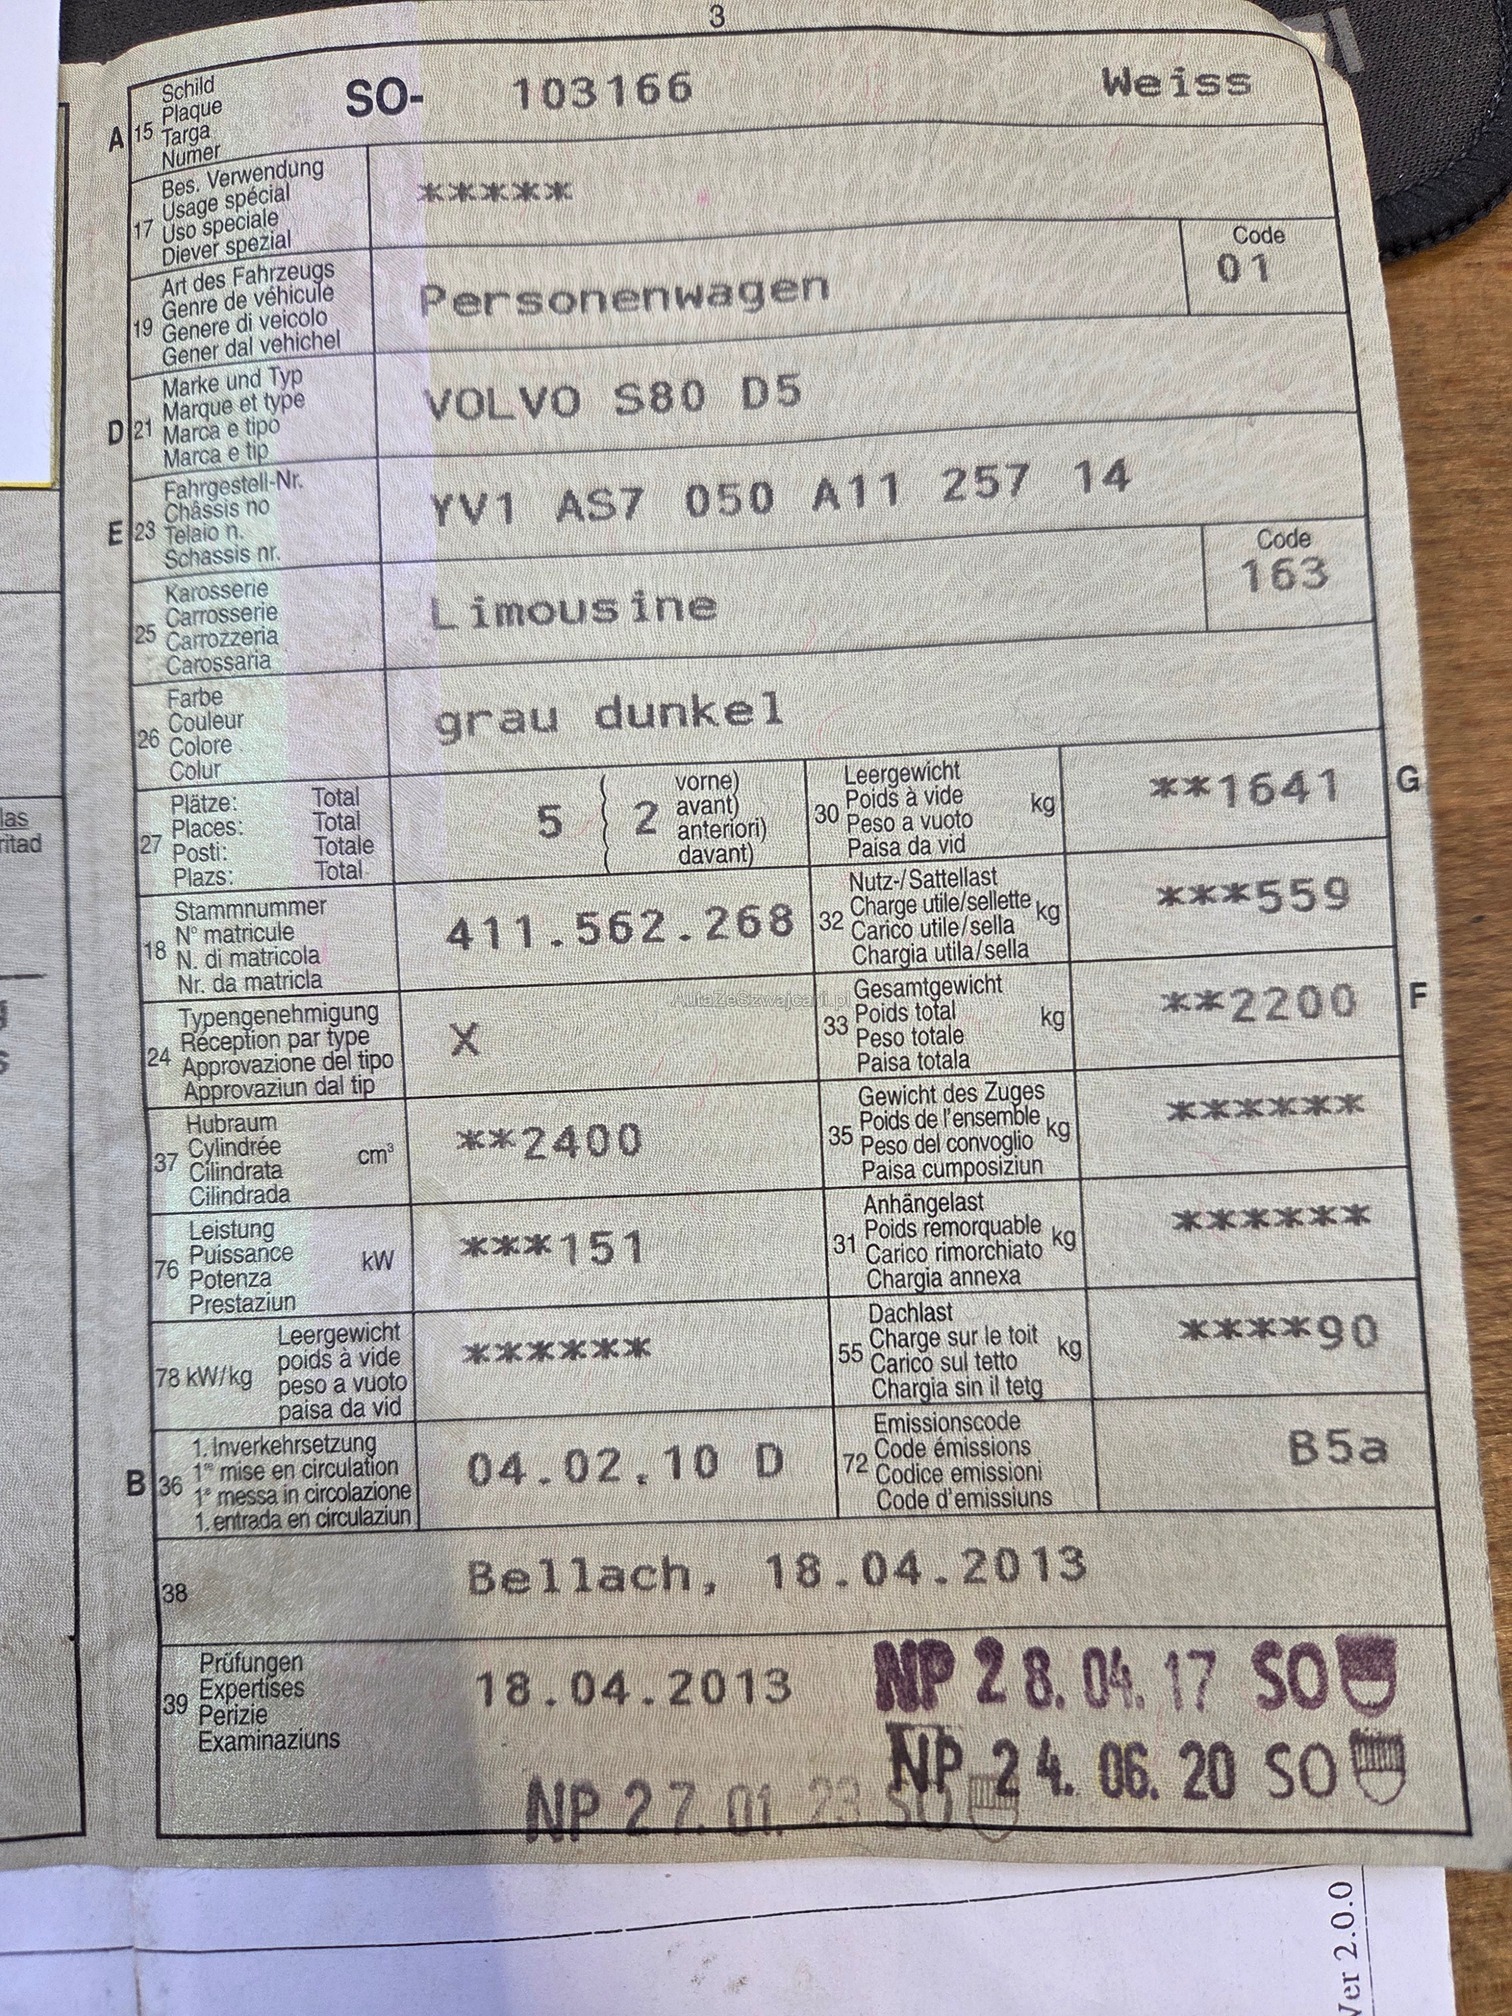 3
A 15 Schild Plaque Targa Numer SO- 103166 Weiss
17 Bes. Verwendung Usage spécial Uso speciale Diever spezial *****
19 Art des Fahrzeugs Genre de véhicule Genere di veicolo Gener dal vehichel Personenwagen Code 01
D 21 Marke und Typ Marque et type Marca e tipo Marca e tip VOLVO S80 D5
E 23 Fahrgestell-Nr. Châssis no Telaio n. Schassis nr. YV1 AS7 050 A11 257 14
25 Karosserie Carrosserie Carrozzeria Carossaria Limousine Code 163
26 Farbe Couleur Colore Colur grau dunkel
27 Plätze: Total Places: Total Posti: Totale Plazs: Total 5 2 vorne) avant) anteriori) davant)
30 Leergewicht Poids à vide Peso a vuoto Paisa da vid kg **1641 G
18 Stammnummer N° matricule N. di matricola Nr. da matricla 411.562.268
32 Nutz-/Sattellast Charge utile/sellette Carico utile/sella Chargia utila/sella kg ***559
24 Typengenehmigung Réception par type Approvazione del tipo Approvaziun dal tip X
AutaZeSzwajcarii.pl
33 Gesamtgewicht Poids total Peso totale Paisa totala kg **2200 F
37 Hubraum Cylindrée Cilindrata Cilindrada cm³ **2400
35 Gewicht des Zuges Poids de l'ensemble Peso del convoglio Paisa cumposiziun kg ******
76 Leistung Puissance Potenza Prestaziun kW ***151
31 Anhängelast Poids remorquable Carico rimorchiato Chargia annexa kg ******
78 kW/kg Leergewicht poids à vide peso a vuoto paisa da vid ******
55 Dachlast Charge sur le toit Carico sul tetto Chargia sin il tetg kg ****90
B 36 1. Inverkehrsetzung 1re mise en circulation 1a messa in circolazione 1. entrada en circulaziun 04.02.10 D
72 Emissionscode Code émissions Codice emissioni Code d'emissiuns B5a
38 Bellach, 18.04.2013
39 Prüfungen Expertises Perizie Examinaziuns 18.04.2013
NP 28.04.17 SO
NP 24.06.20 SO
NP 27.01.23 SO
Ver 2.0.0